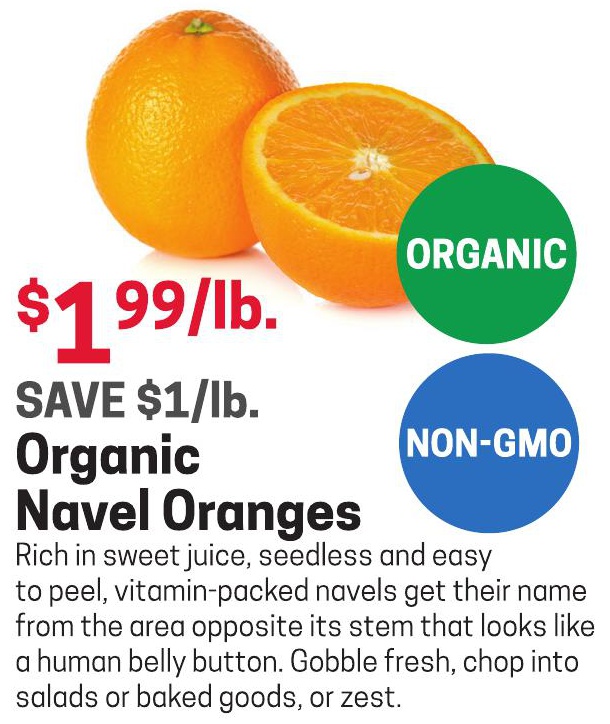 ORGANIC
$1 99/lb.
SAVE $1/lb.
NON-GMO
Organic
Navel Oranges
Rich in sweet juice, seedless and easy
to peel, vitamin-packed navels get their name
from the area opposite its stem that looks like
a human belly button. Gobble fresh, chop into
salads or baked goods, or zest.